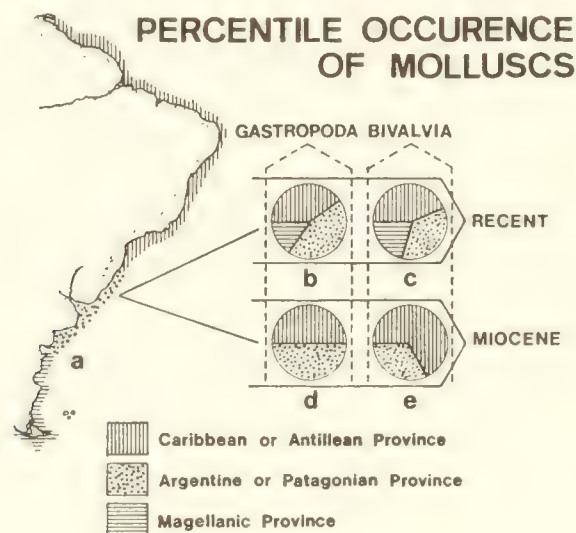 PERCENTILE OCCURENCE
OF MOLLUSCS
GASTROPODA BIVALVIA
RECENT
b c
MIOCENE
a
d e
Caribbean or Antillean Province
Argentine or Patagonian Province
Magellanic Province